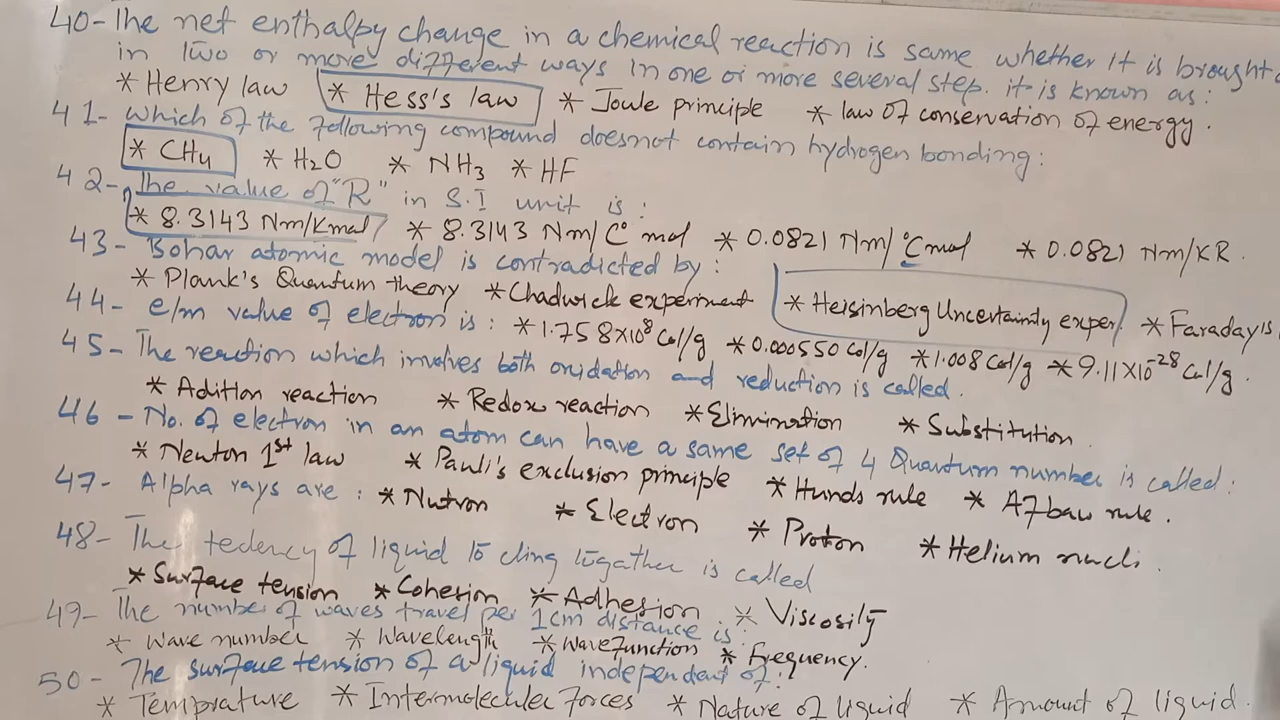 40- The net enthalpy change in a chemical reaction is same whether it is brought
in two or more different ways in one or more several step. it is known as:
* Henry law * Hess's law * Joule principle * law of conservation of energy.
41- which of the following compound doesnot contain hydrogen bonding:
* CH4 * H2O * NH3 * HF
42- The value of "R" in S.I unit is:
* 8.3143 Nm/Kmol * 8.3143 Nm/C° mol * 0.0821 Nm/°Cmol * 0.0821 Nm/KR.
43- Bohar atomic model is contradicted by:
* Plank's Quantum theory * Chadwick experiment * Heisinberg Uncertainity exper, * Faraday's
44- e/m value of electron is: * 1.758x10⁸ Col/g * 0.000550 Col/g * 1.008 Col/g * 9.11x10⁻²⁸ Col/g.
45- The reaction which involves both oxidation and reduction is called.
* Adition reaction * Redox reaction * Elimination * Substitution.
46- No. of electron in an atom can have a same set of 4 Quantum number is called:
* Newton 1st law * Pauli's exclusion principle * Hunds rule * Afbaw rule.
47- Alpha rays are: * Nutron * Electron * Proton * Helium nucli.
48- The tedency of liquid to cling togather is called
* Surface tension * Cohesion * Adhesion * Viscosity
49- The number of waves travel per 1cm distance is:
* Wave number * Wavelength * Wavefunction * Frequency.
50- The surface tension of a liquid independent of:
* Temprature * Intermoleculer forces * Nature of liquid * Amount of liquid.